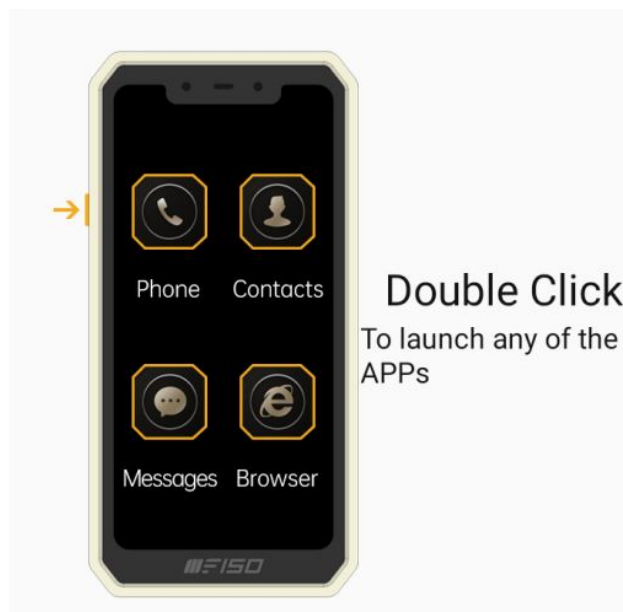 Phone Contacts
Double Click
To launch any of the
APPs
Messages Browser